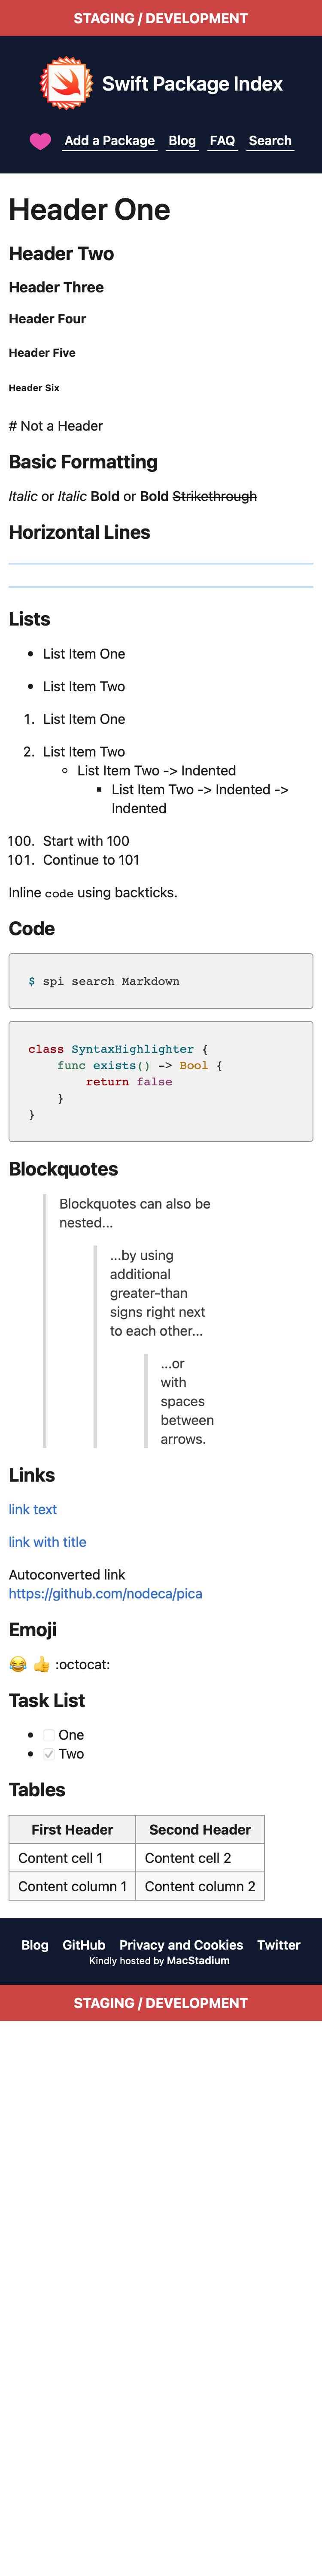 STAGING / DEVELOPMENT
Swift Package Index
Add a Package Blog FAQ Search
Header One
Header Two
Header Three
Header Four
Header Five
Header Six
# Not a Header
Basic Formatting
Italic or Italic Bold or Bold Strikethrough
Horizontal Lines
Lists
• List Item One
• List Item Two
1. List Item One
2. List Item Two
◦ List Item Two -> Indented
▪ List Item Two -> Indented ->
Indented
100. Start with 100
101. Continue to 101
Inline code using backticks.
Code
$ spi search Markdown
class SyntaxHighlighter {
    func exists() -> Bool {
        return false
    }
}
Blockquotes
Blockquotes can also be
nested...
...by using
additional
greater-than
signs right next
to each other...
...or
with
spaces
between
arrows.
Links
link text
link with title
Autoconverted link
https://github.com/nodeca/pica
Emoji
😂 👍 :octocat:
Task List
• One
• Two
Tables
First Header Second Header
Content cell 1 Content cell 2
Content column 1 Content column 2
Blog GitHub Privacy and Cookies Twitter
Kindly hosted by MacStadium
STAGING / DEVELOPMENT